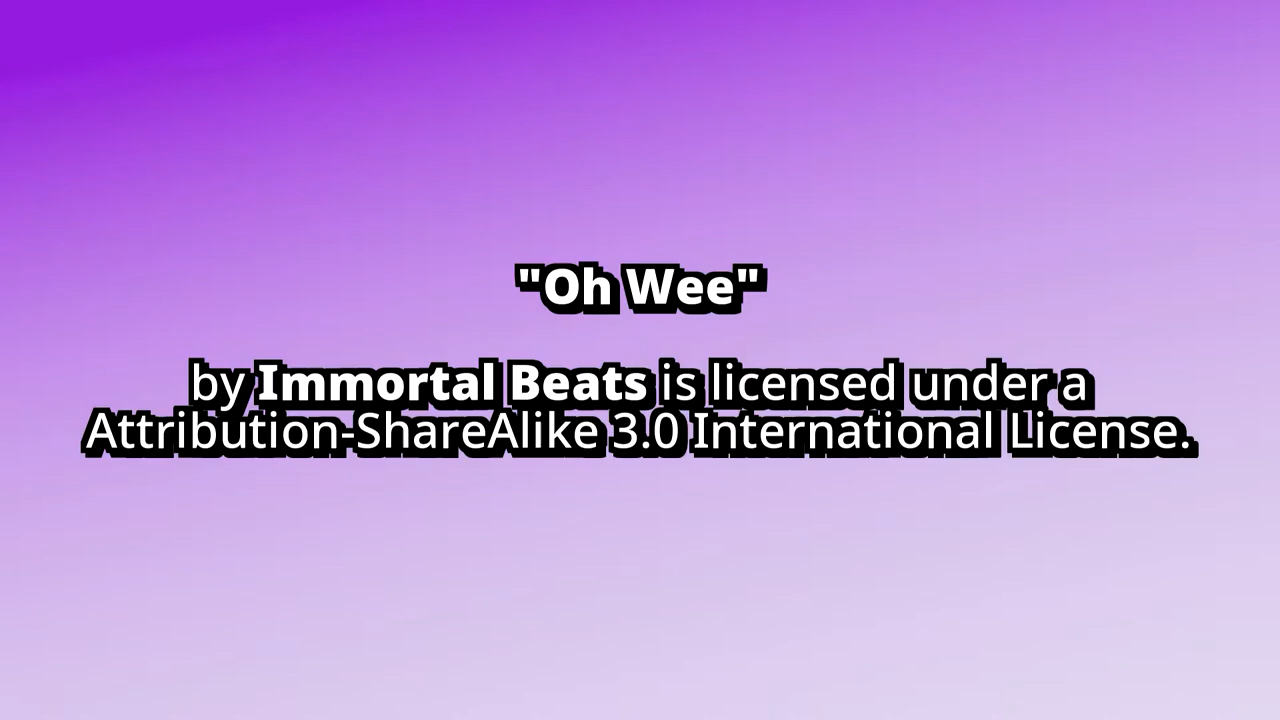 "Oh Wee"
by Immortal Beats is licensed under a
Attribution-ShareAlike 3.0 International License.